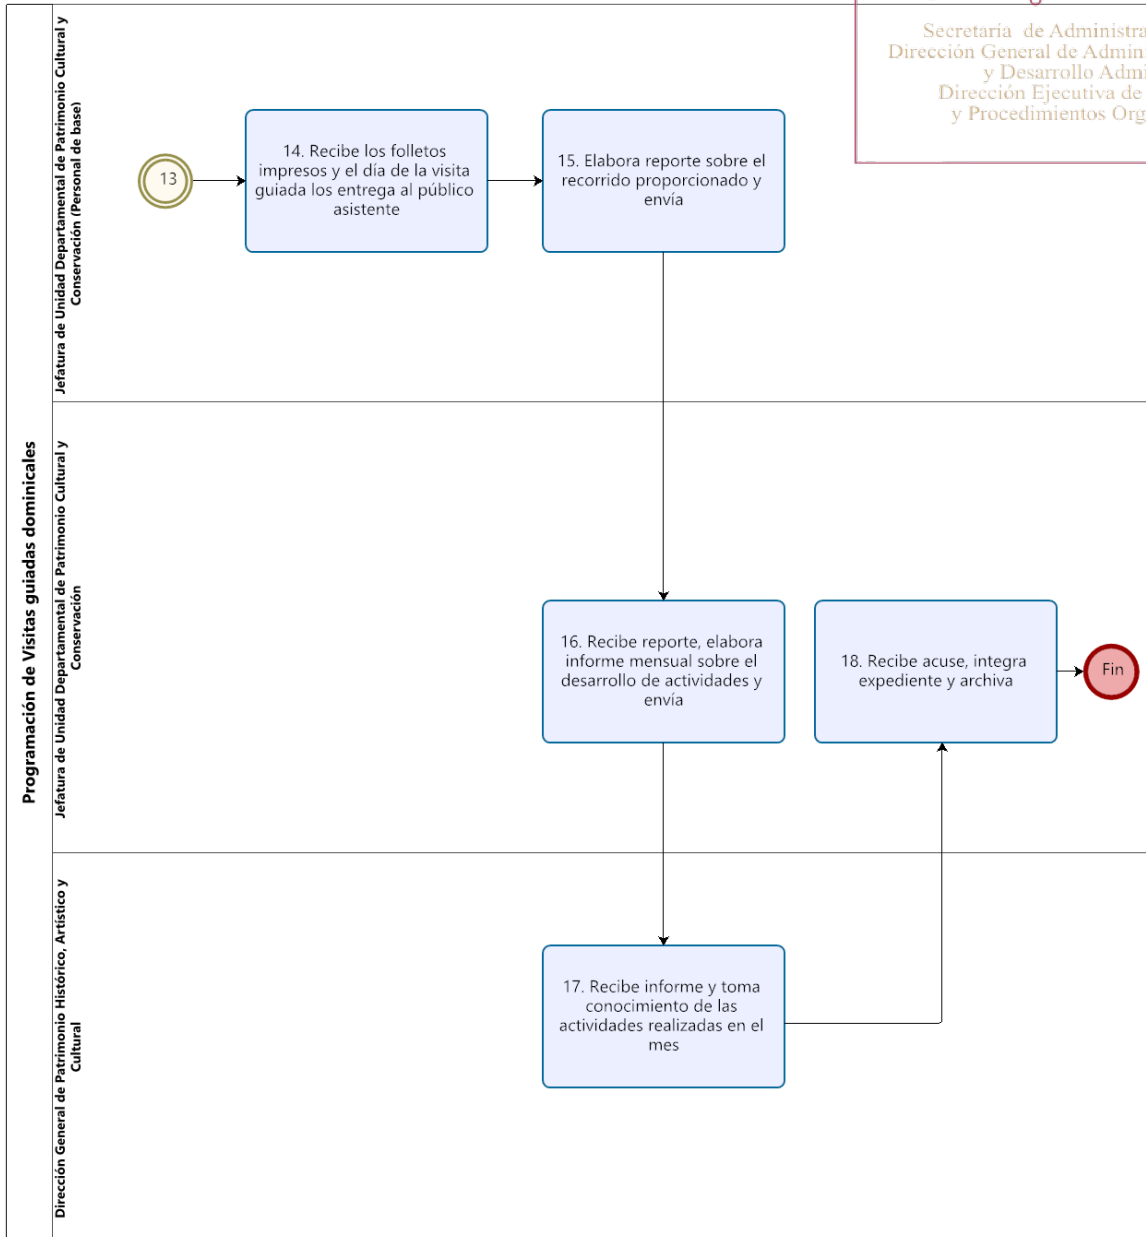 Secretaría de Administra
Dirección General de Admin
y Desarrollo Admi
Dirección Ejecutiva de
y Procedimientos Org
Programación de Visitas guiadas dominicales
Jefatura de Unidad Departamental de Patrimonio Cultural y
Conservación (Personal de base)
13
14. Recibe los folletos
impresos y el día de la visita
guiada los entrega al público
asistente
15. Elabora reporte sobre el
recorrido proporcionado y
envía
Jefatura de Unidad Departamental de Patrimonio Cultural y
Conservación
16. Recibe reporte, elabora
informe mensual sobre el
desarrollo de actividades y
envía
18. Recibe acuse, integra
expediente y archiva
Fin
Dirección General de Patrimonio Histórico, Artístico y
Cultural
17. Recibe informe y toma
conocimiento de las
actividades realizadas en el
mes